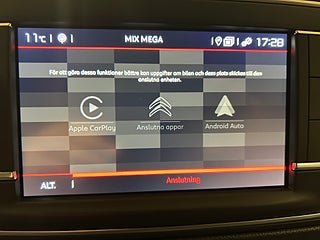 11°C MIX MEGA 17:28
För att göra dessa funktioner bättre kan uppgifter om bilen och dess plats skickas till den
anslutna enheten.
Apple CarPlay Anslutna appar Android Auto
ALT. Anslutning